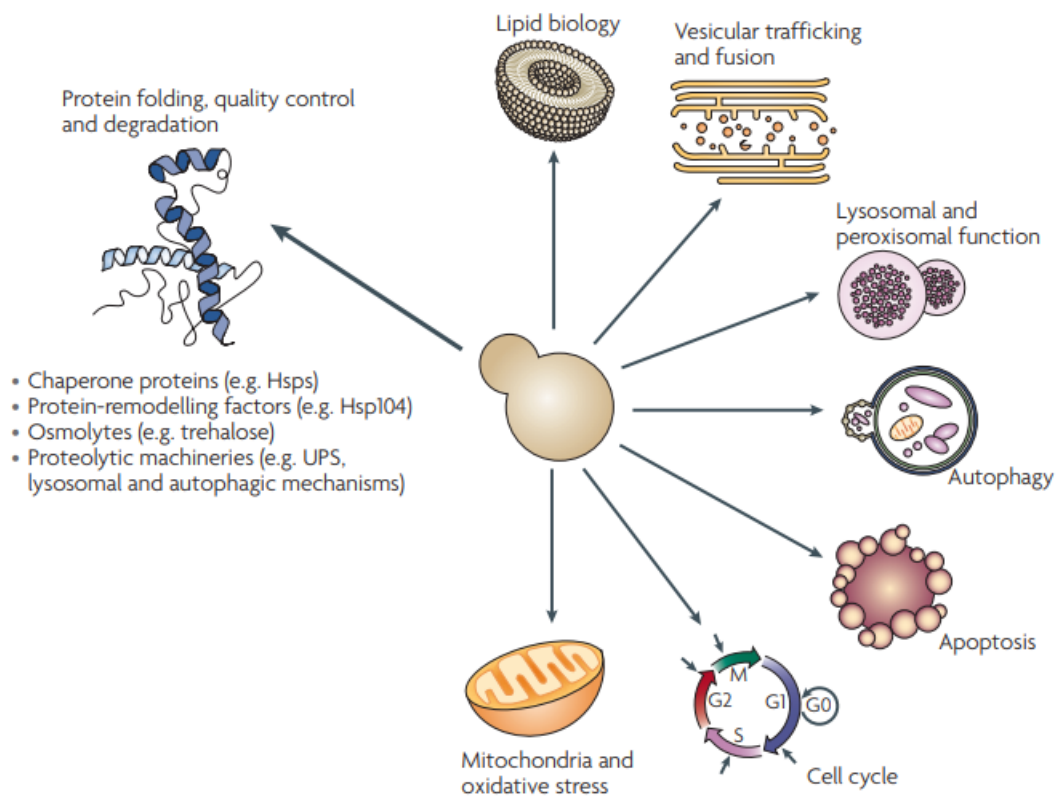 Lipid biology
Vesicular trafficking
and fusion
Protein folding, quality control
and degradation
Lysosomal and
peroxisomal function
• Chaperone proteins (e.g. Hsps)
• Protein-remodelling factors (e.g. Hsp104)
• Osmolytes (e.g. trehalose)
• Proteolytic machineries (e.g. UPS,
lysosomal and autophagic mechanisms)
Autophagy
Apoptosis
M
G2
G1
G0
S
Mitochondria and
oxidative stress
Cell cycle